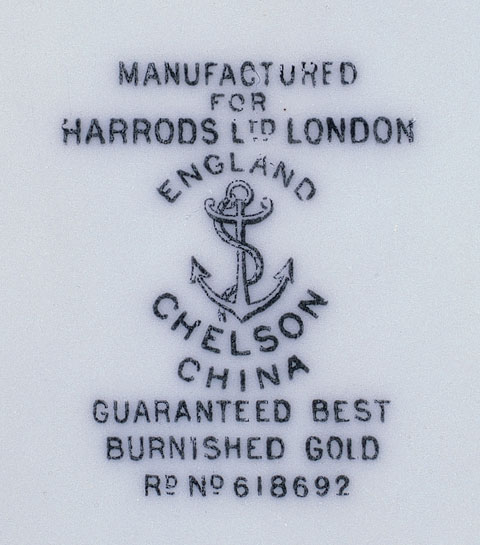 MANUFACTURED
FOR
HARRODS LTD LONDON
ENGLAND
CHELSON
CHINA
GUARANTEED BEST
BURNISHED GOLD
RD NO 618692